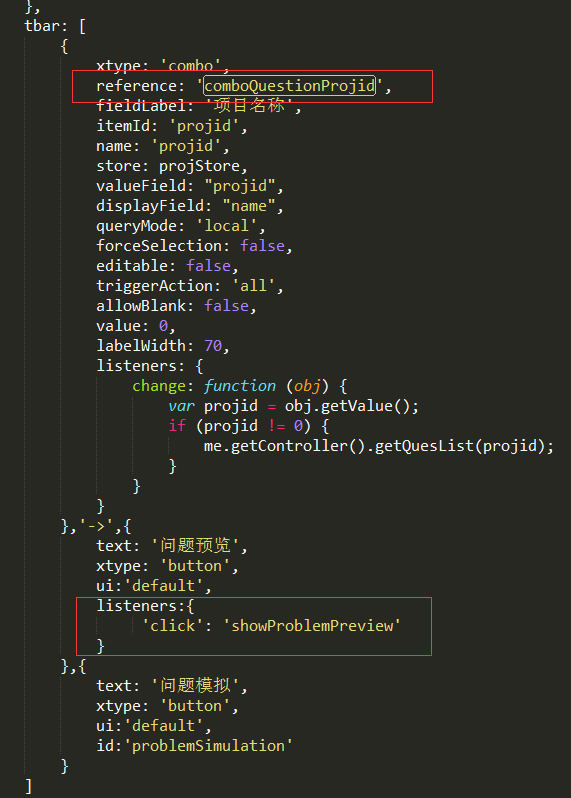 },
tbar: [
{
xtype: 'combo',
reference: 'comboQuestionProjid',
fieldLabel: '项目名称',
itemId: 'projid',
name: 'projid',
store: projStore,
valueField: "projid",
displayField: "name",
queryMode: 'local',
forceSelection: false,
editable: false,
triggerAction: 'all',
allowBlank: false,
value: 0,
labelWidth: 70,
listeners: {
change: function (obj) {
var projid = obj.getValue();
if (projid != 0) {
me.getController().getQuesList(projid);
}
}
}
},'->',{
text: '问题预览',
xtype: 'button',
ui:'default',
listeners:{
'click': 'showProblemPreview'
}
},{
text: '问题模拟',
xtype: 'button',
ui:'default',
id:'problemSimulation'
}
]